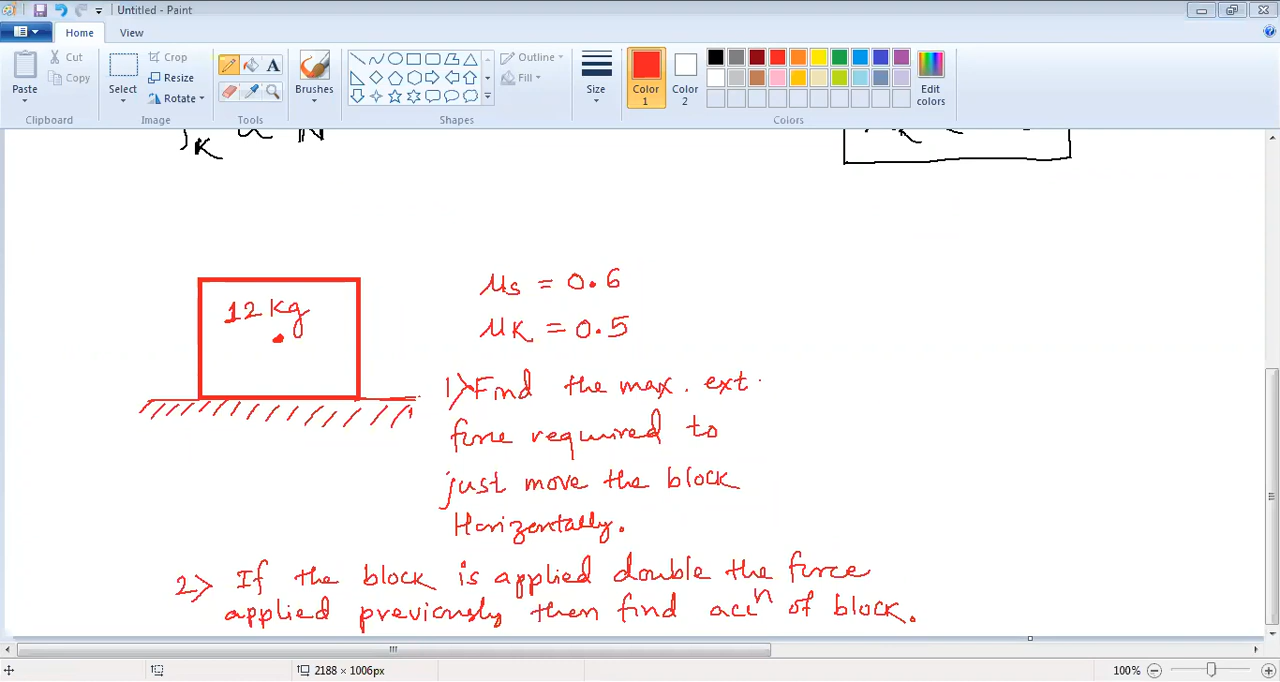 Untitled - Paint
Home View
Paste Cut Copy
Clipboard
Select Crop Resize Rotate
Image
Tools
Brushes
Outline Fill
Shapes
Size
Color 1
Color 2
Edit colors
Colors
K N
K
12 Kg
μs = 0.6
μK = 0.5
1) Find the max. ext.
force required to
just move the block
Horizontally.
2) If the block is applied double the force
applied previously then find accⁿ of block.
2188 × 1006px
100%